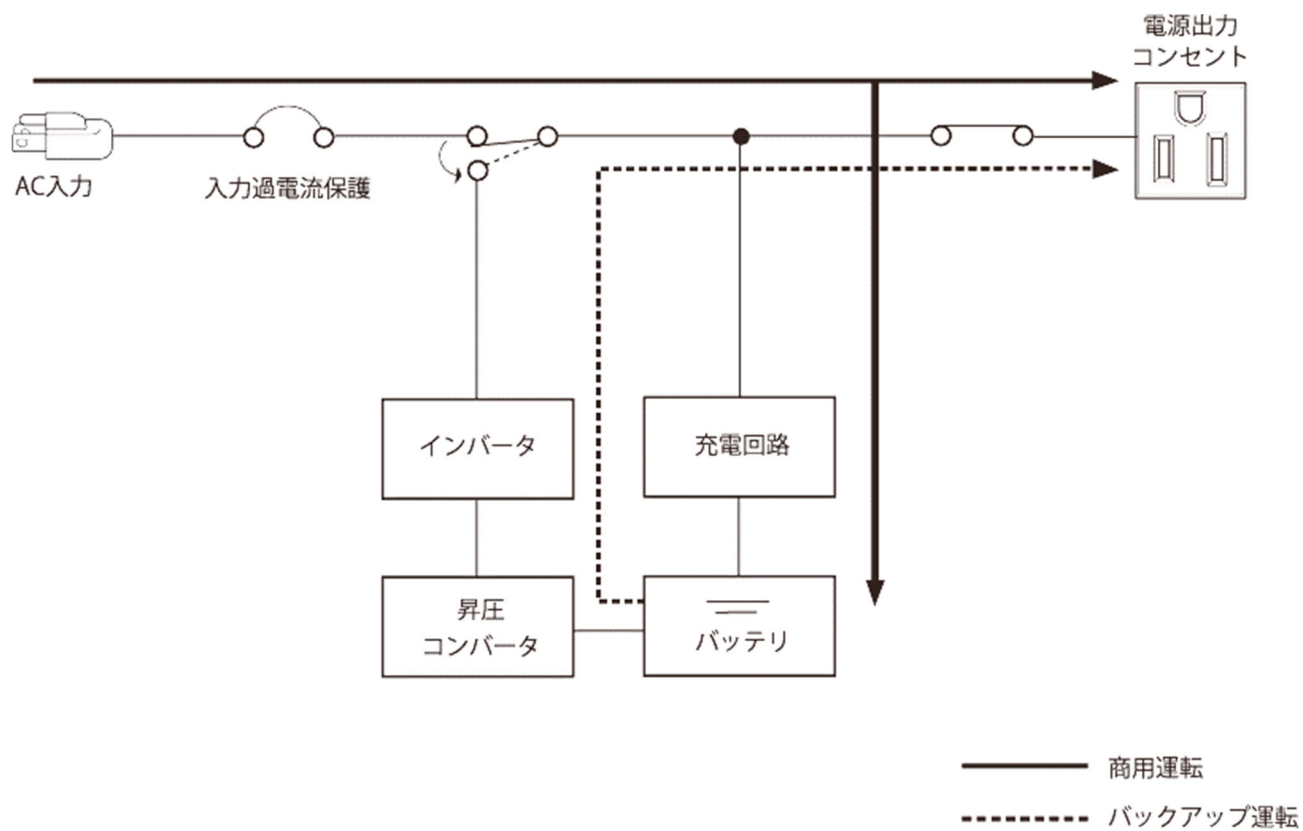 電源出力
コンセント
AC入力
入力過電流保護
インバータ
充電回路
昇圧
コンバータ
バッテリ
商用運転
バックアップ運転